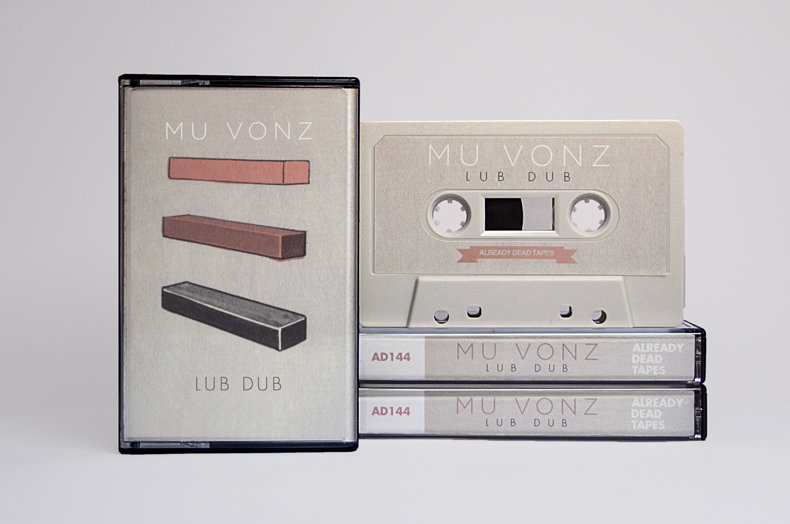 MU VONZ
LUB DUB
MU VONZ
LUB DUB
ALREADY DEAD TAPES
AD144
MU VONZ
LUB DUB
ALREADY
DEAD
TAPES
AD144
MU VONZ
LUB DUB
ALREADY
DEAD
TAPES